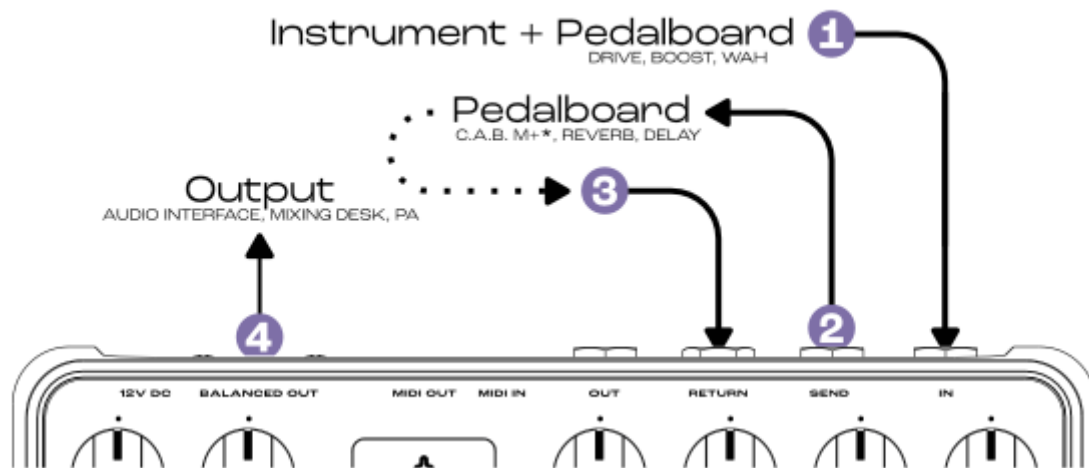 Instrument + Pedalboard 1
DRIVE, BOOST, WAH
Pedalboard
C.A.B. M+*, REVERB, DELAY
3
Output
AUDIO INTERFACE, MIXING DESK, PA
4
2
12V DC BALANCED OUT MIDI OUT MIDI IN OUT RETURN SEND IN